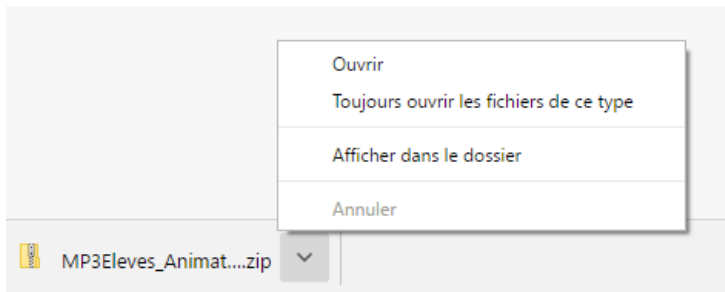 Ouvrir
Toujours ouvrir les fichiers de ce type
Afficher dans le dossier
Annuler
MP3Eleves_Animat....zip